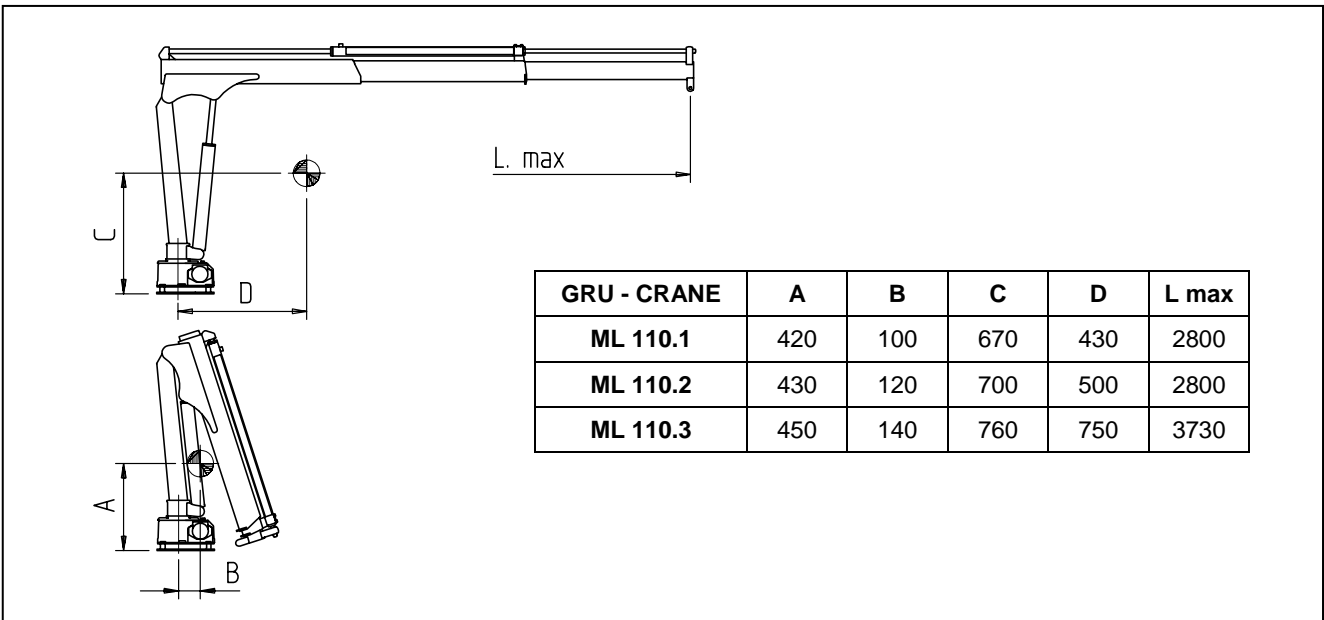 L. max
C
D
GRU - CRANE A B C D L max
ML 110.1 420 100 670 430 2800
ML 110.2 430 120 700 500 2800
ML 110.3 450 140 760 750 3730
A
B